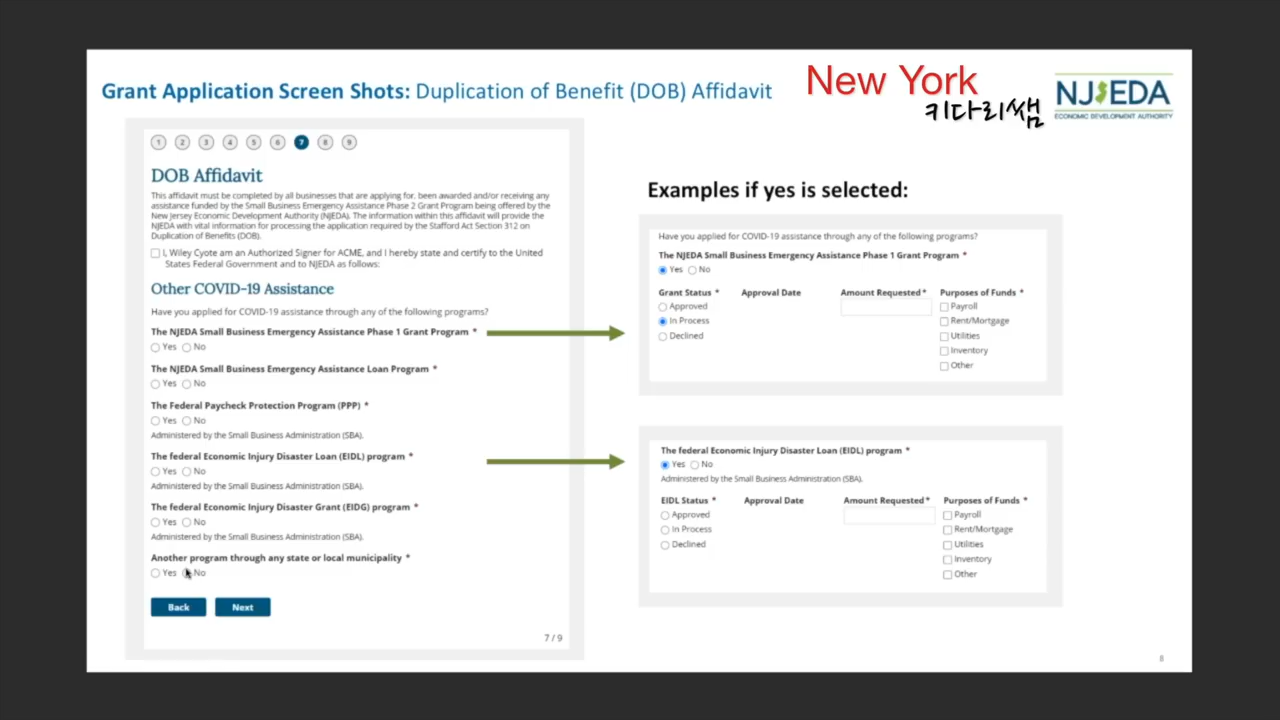 Grant Application Screen Shots: Duplication of Benefit (DOB) Affidavit
New York
키다리쌤
NJEDA
ECONOMIC DEVELOPMENT AUTHORITY
1 2 3 4 5 6 7 8 9
DOB Affidavit
This affidavit must be completed by all businesses that are applying for, been awarded and/or receiving any
assistance funded by the Small Business Emergency Assistance Phase 2 Grant Program being offered by the
New Jersey Economic Development Authority (NJEDA). The information within this affidavit will provide the
NJEDA with vital information for processing the application required by the Stafford Act Section 312 on
Duplication of Benefits (DOB).
I, Wiley Cyote am an Authorized Signer for ACME, and I hereby state and certify to the United
States Federal Government and to NJEDA as follows:
Other COVID-19 Assistance
Have you applied for COVID-19 assistance through any of the following programs?
The NJEDA Small Business Emergency Assistance Phase 1 Grant Program *
Yes No
The NJEDA Small Business Emergency Assistance Loan Program *
Yes No
The Federal Paycheck Protection Program (PPP) *
Yes No
Administered by the Small Business Administration (SBA).
The federal Economic Injury Disaster Loan (EIDL) program *
Yes No
Administered by the Small Business Administration (SBA).
The federal Economic Injury Disaster Grant (EIDG) program *
Yes No
Administered by the Small Business Administration (SBA).
Another program through any state or local municipality *
Yes No
Back Next
7 / 9
Examples if yes is selected:
Have you applied for COVID-19 assistance through any of the following programs?
The NJEDA Small Business Emergency Assistance Phase 1 Grant Program *
Yes No
Grant Status * Approval Date Amount Requested * Purposes of Funds *
Approved Payroll
In Process Rent/Mortgage
Declined Utilities
Inventory
Other
The federal Economic Injury Disaster Loan (EIDL) program *
Yes No
Administered by the Small Business Administration (SBA).
EIDL Status * Approval Date Amount Requested * Purposes of Funds *
Approved Payroll
In Process Rent/Mortgage
Declined Utilities
Inventory
Other
8